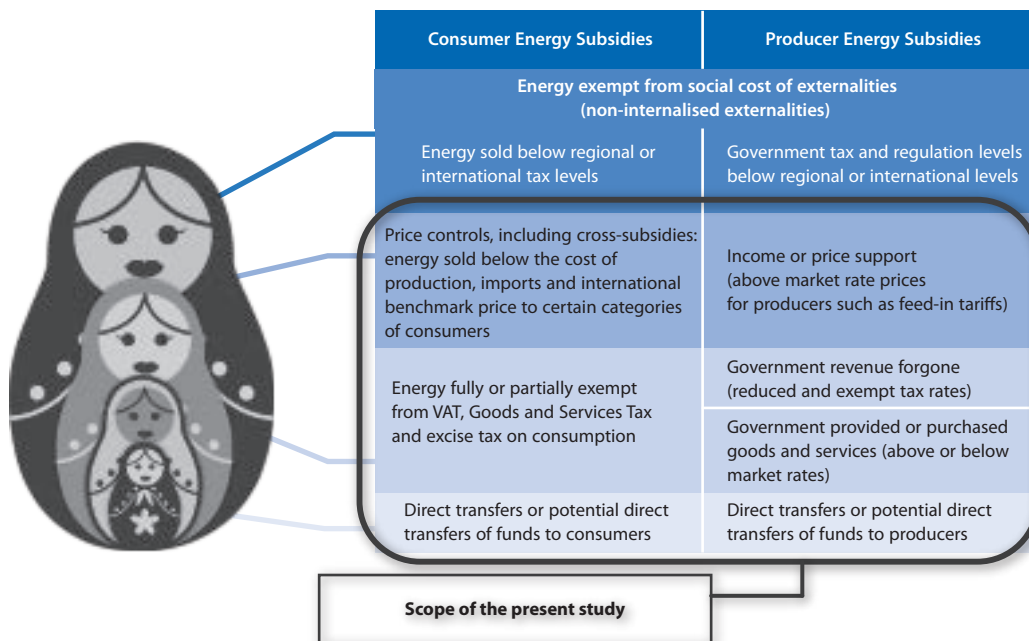 Consumer Energy Subsidies
Producer Energy Subsidies
Energy exempt from social cost of externalities
(non-internalised externalities)
Energy sold below regional or
international tax levels
Government tax and regulation levels
below regional or international levels
Price controls, including cross-subsidies:
energy sold below the cost of
production, imports and international
benchmark price to certain categories
of consumers
Income or price support
(above market rate prices
for producers such as feed-in tariffs)
Energy fully or partially exempt
from VAT, Goods and Services Tax
and excise tax on consumption
Government revenue forgone
(reduced and exempt tax rates)
Government provided or purchased
goods and services (above or below
market rates)
Direct transfers or potential direct
transfers of funds to consumers
Direct transfers or potential direct
transfers of funds to producers
Scope of the present study